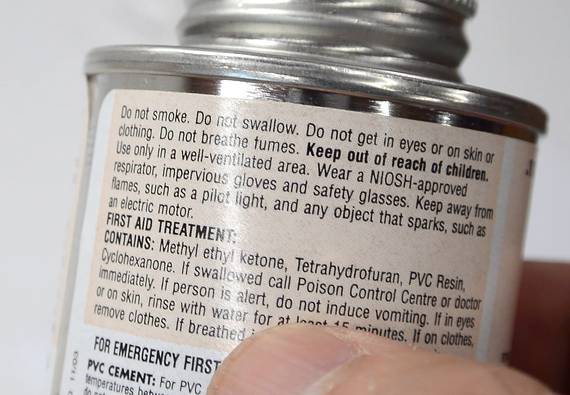 Do not smoke. Do not swallow. Do not get in eyes or on skin or
clothing. Do not breathe fumes. Keep out of reach of children.
Use only in a well-ventilated area. Wear a NIOSH-approved
respirator, impervious gloves and safety glasses. Keep away from
flames, such as a pilot light, and any object that sparks, such as
an electric motor.
FIRST AID TREATMENT:
CONTAINS: Methyl ethyl ketone, Tetrahydrofuran, PVC Resin,
Cyclohexanone. If swallowed call Poison Control Centre or doctor
immediately. If person is alert, do not induce vomiting. If in eyes
or on skin, rinse with water for at least 15 minutes. If on clothes,
remove clothes. If breathed
FOR EMERGENCY FIRST
PVC CEMENT: For PVC
temperatures
11/03